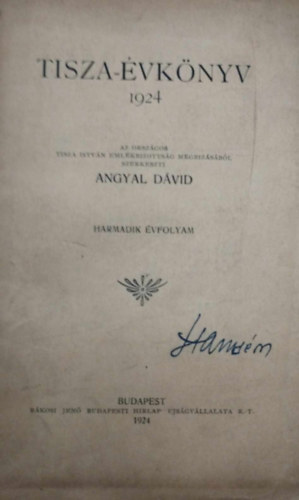 TISZA-ÉVKÖNYV
1924
AZ ORSZÁGOS
TISZA ISTVÁN EMLÉKBIZOTTSÁG MEGBIZÁSÁBÓL
SZERKESZTI
ANGYAL DÁVID
HARMADIK ÉVFOLYAM
BUDAPEST
RÁKOSI JENŐ BUDAPESTI HIRLAP UJSÁGVÁLLALATA R.-T.
1924